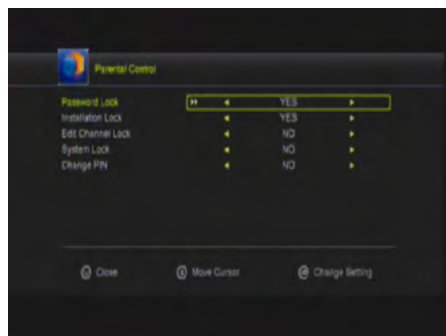 Parental Control
Password Lock YES
Installation Lock YES
Edit Channel Lock NO
System Lock NO
Change PIN NO
Close Move Cursor Change Setting